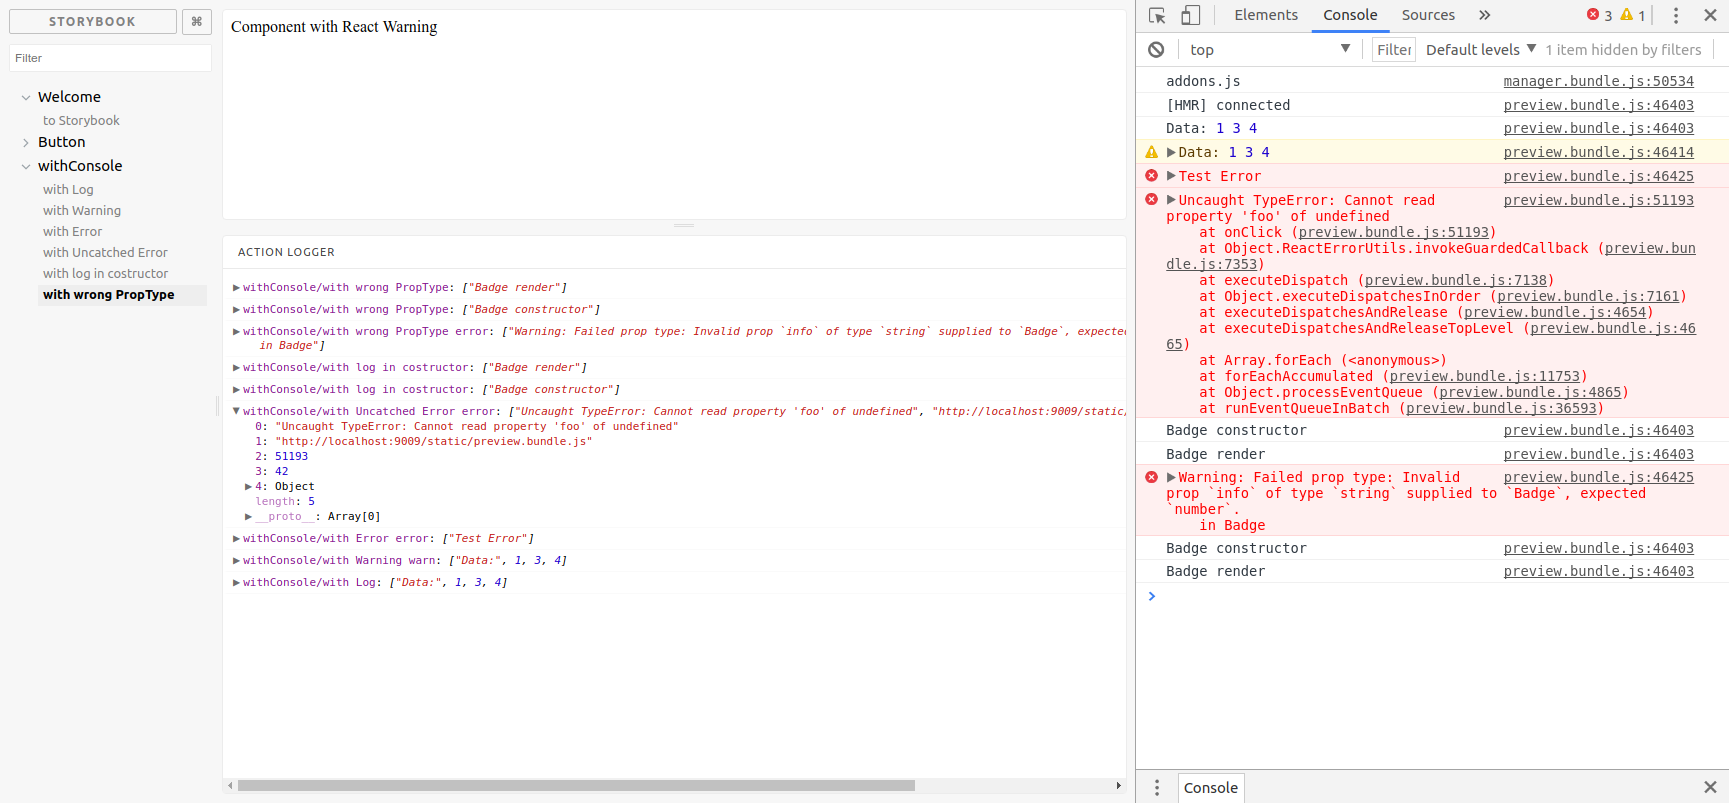 STORYBOOK
⌘
Filter
Welcome
to Storybook
Button
withConsole
with Log
with Warning
with Error
with Uncatched Error
with log in costructor
with wrong PropType
Component with React Warning
ACTION LOGGER
withConsole/with wrong PropType: ["Badge render"]
withConsole/with wrong PropType: ["Badge constructor"]
withConsole/with wrong PropType error: ["Warning: Failed prop type: Invalid prop `info` of type `string` supplied to `Badge`, expected
in Badge"]
withConsole/with log in costructor: ["Badge render"]
withConsole/with log in costructor: ["Badge constructor"]
withConsole/with Uncatched Error error: ["Uncaught TypeError: Cannot read property 'foo' of undefined", "http://localhost:9009/static/
0: "Uncaught TypeError: Cannot read property 'foo' of undefined"
1: "http://localhost:9009/static/preview.bundle.js"
2: 51193
3: 42
4: Object
length: 5
__proto__: Array[0]
withConsole/with Error error: ["Test Error"]
withConsole/with Warning warn: ["Data:", 1, 3, 4]
withConsole/with Log: ["Data:", 1, 3, 4]
Elements Console Sources » 3 1
top Filter Default levels 1 item hidden by filters
addons.js manager.bundle.js:50534
[HMR] connected preview.bundle.js:46403
Data: 1 3 4 preview.bundle.js:46403
Data: 1 3 4 preview.bundle.js:46414
Test Error preview.bundle.js:46425
Uncaught TypeError: Cannot read preview.bundle.js:51193
property 'foo' of undefined
at onClick (preview.bundle.js:51193)
at Object.ReactErrorUtils.invokeGuardedCallback (preview.bun
dle.js:7353)
at executeDispatch (preview.bundle.js:7138)
at Object.executeDispatchesInOrder (preview.bundle.js:7161)
at executeDispatchesAndRelease (preview.bundle.js:4654)
at executeDispatchesAndReleaseTopLevel (preview.bundle.js:46
65)
at Array.forEach (<anonymous>)
at forEachAccumulated (preview.bundle.js:11753)
at Object.processEventQueue (preview.bundle.js:4865)
at runEventQueueInBatch (preview.bundle.js:36593)
Badge constructor preview.bundle.js:46403
Badge render preview.bundle.js:46403
Warning: Failed prop type: Invalid preview.bundle.js:46425
prop `info` of type `string` supplied to `Badge`, expected
`number`.
in Badge
Badge constructor preview.bundle.js:46403
Badge render preview.bundle.js:46403
Console